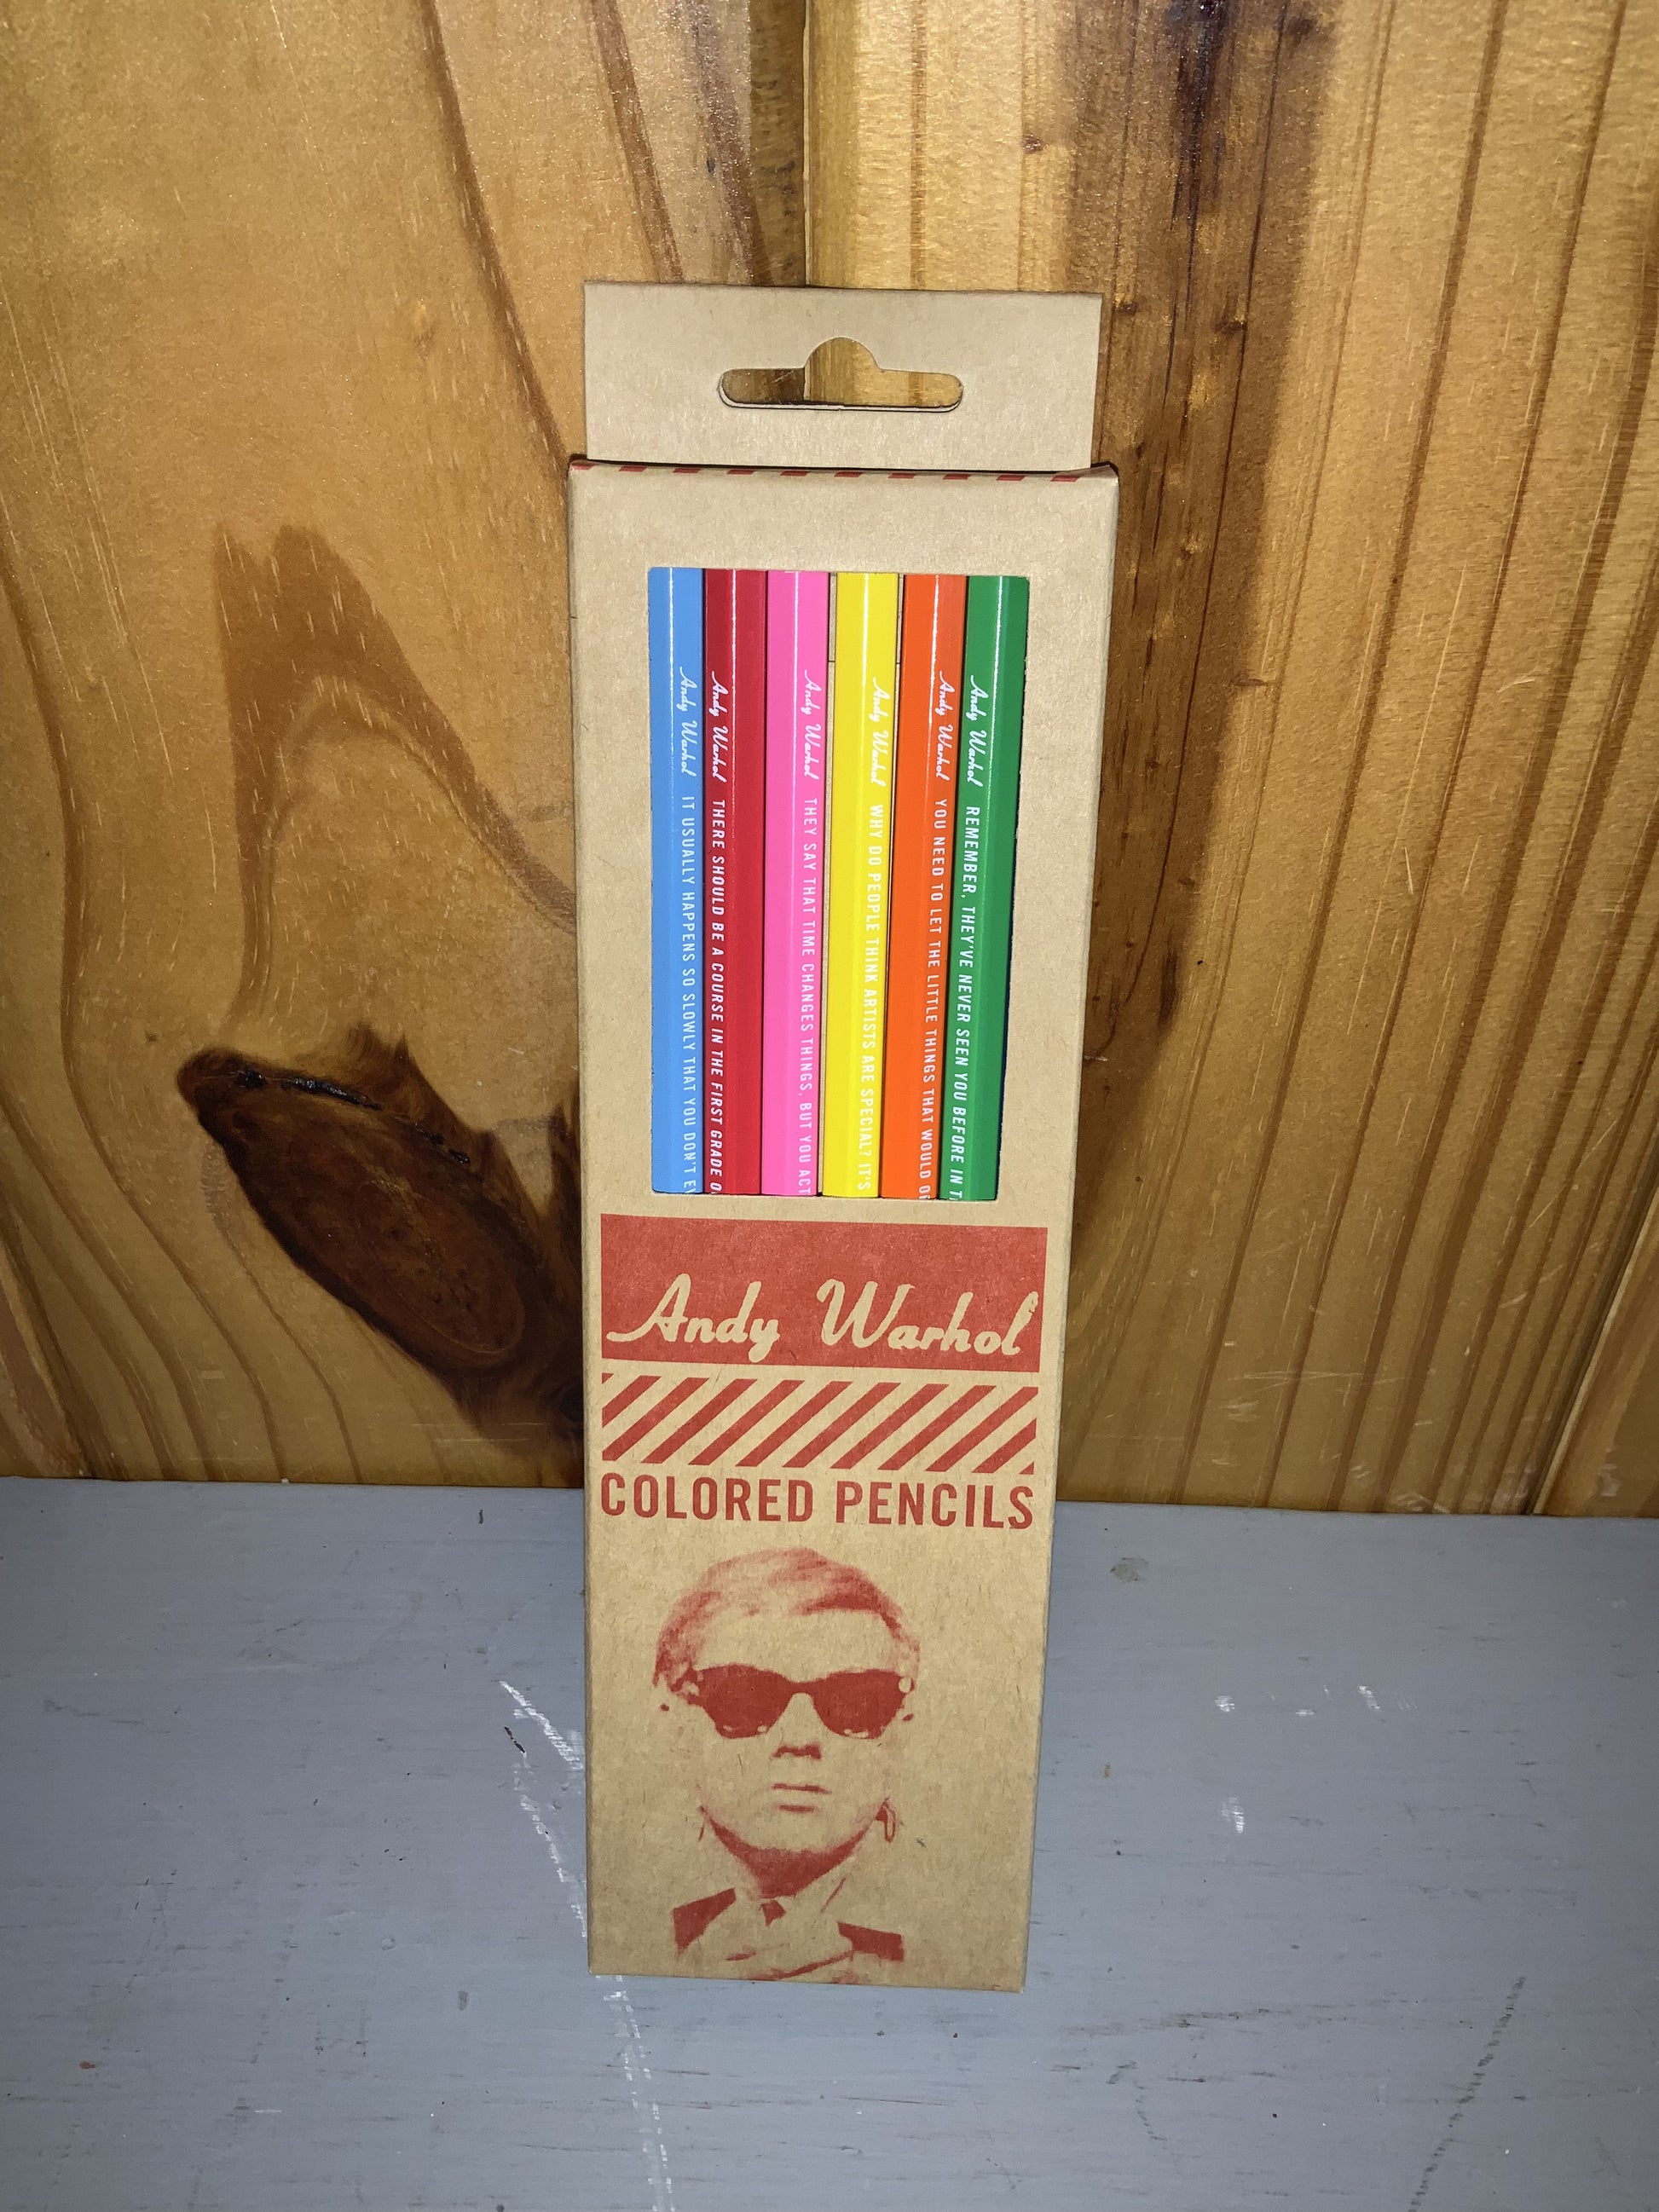 Andy Warhol IT USUALLY HAPPENS SO SLOWLY THAT YOU DON'T
Andy Warhol THERE SHOULD BE A COURSE IN THE FIRST GRADE
Andy Warhol THEY SAY THAT TIME CHANGES THINGS, BUT YOU ACT
Andy Warhol WHY DO PEOPLE THINK ARTISTS ARE SPECIAL? IT'S
Andy Warhol YOU NEED TO LET THE LITTLE THINGS THAT WOULD
Andy Warhol REMEMBER, THEY'VE NEVER SEEN YOU BEFORE IN
Andy Warhol
COLORED PENCILS